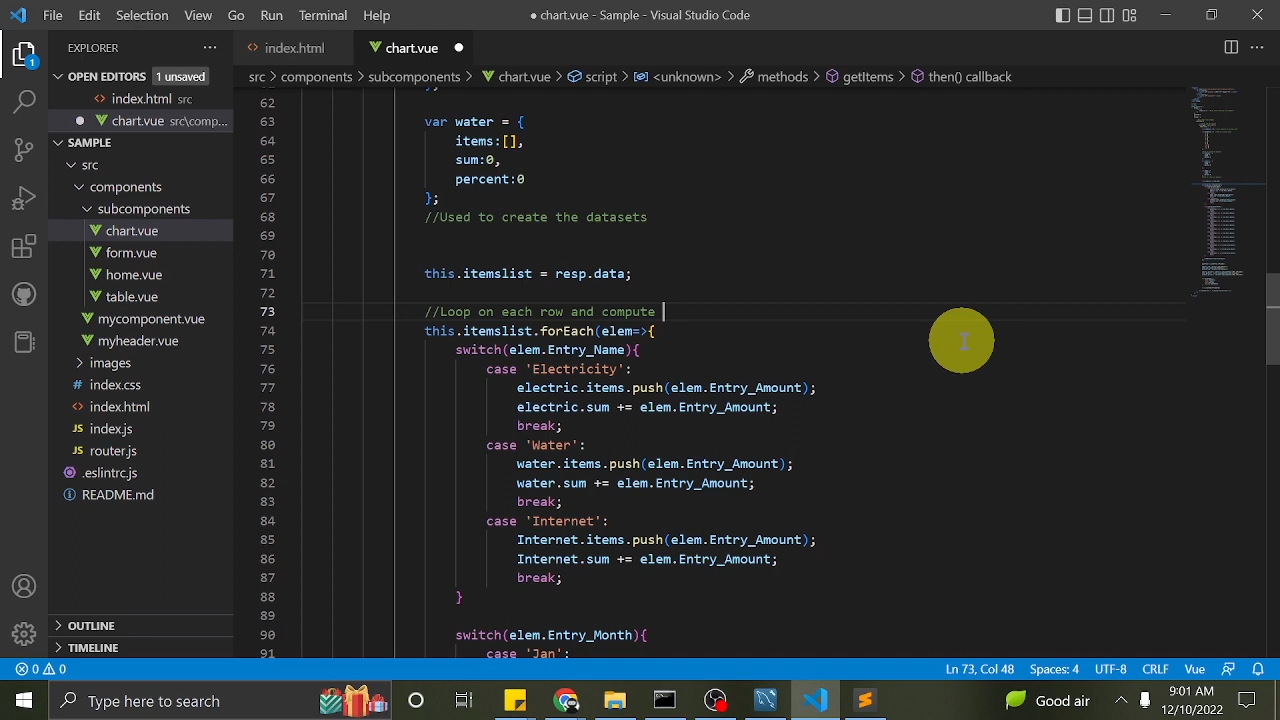 File Edit Selection View Go Run Terminal Help ● chart.vue - Sample - Visual Studio Code
EXPLORER
OPEN EDITORS 1 unsaved
index.html src
chart.vue src\comp...
SAMPLE
src
components
subcomponents
chart.vue
form.vue
home.vue
table.vue
mycomponent.vue
myheader.vue
images
index.css
index.html
index.js
router.js
.eslintrc.js
README.md
OUTLINE
TIMELINE
index.html chart.vue
src > components > subcomponents > chart.vue > script > <unknown> > methods > getItems > then() callback
62
63 var water = {
64 items:[],
65 sum:0,
66 percent:0
67 };
68 //Used to create the datasets
69
70
71 this.itemslist = resp.data;
72
73 //Loop on each row and compute
74 this.itemslist.forEach(elem=>{
75 switch(elem.Entry_Name){
76 case 'Electricity':
77 electric.items.push(elem.Entry_Amount);
78 electric.sum += elem.Entry_Amount;
79 break;
80 case 'Water':
81 water.items.push(elem.Entry_Amount);
82 water.sum += elem.Entry_Amount;
83 break;
84 case 'Internet':
85 Internet.items.push(elem.Entry_Amount);
86 Internet.sum += elem.Entry_Amount;
87 break;
88 }
89
90 switch(elem.Entry_Month){
91 case 'Jan':
0 0 Ln 73, Col 48 Spaces: 4 UTF-8 CRLF Vue
Type here to search Good air 9:00 AM
12/10/2022